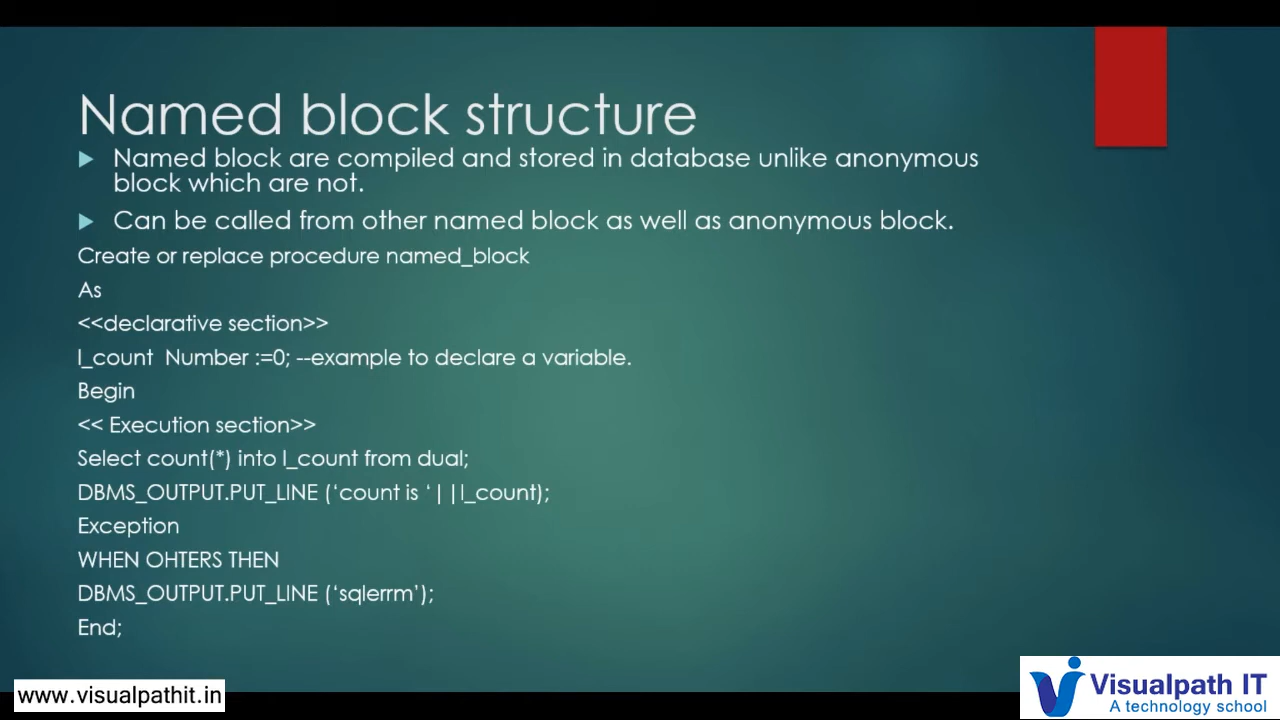 Named block structure
Named block are compiled and stored in database unlike anonymous
block which are not.
Can be called from other named block as well as anonymous block.
Create or replace procedure named_block
As
<<declarative section>>
l_count  Number :=0; --example to declare a variable.
Begin
<< Execution section>>
Select count(*) into l_count from dual;
DBMS_OUTPUT.PUT_LINE (‘count is ‘||l_count);
Exception
WHEN OHTERS THEN
DBMS_OUTPUT.PUT_LINE (‘sqlerrm’);
End;
www.visualpathit.in
Visualpath IT
A technology school